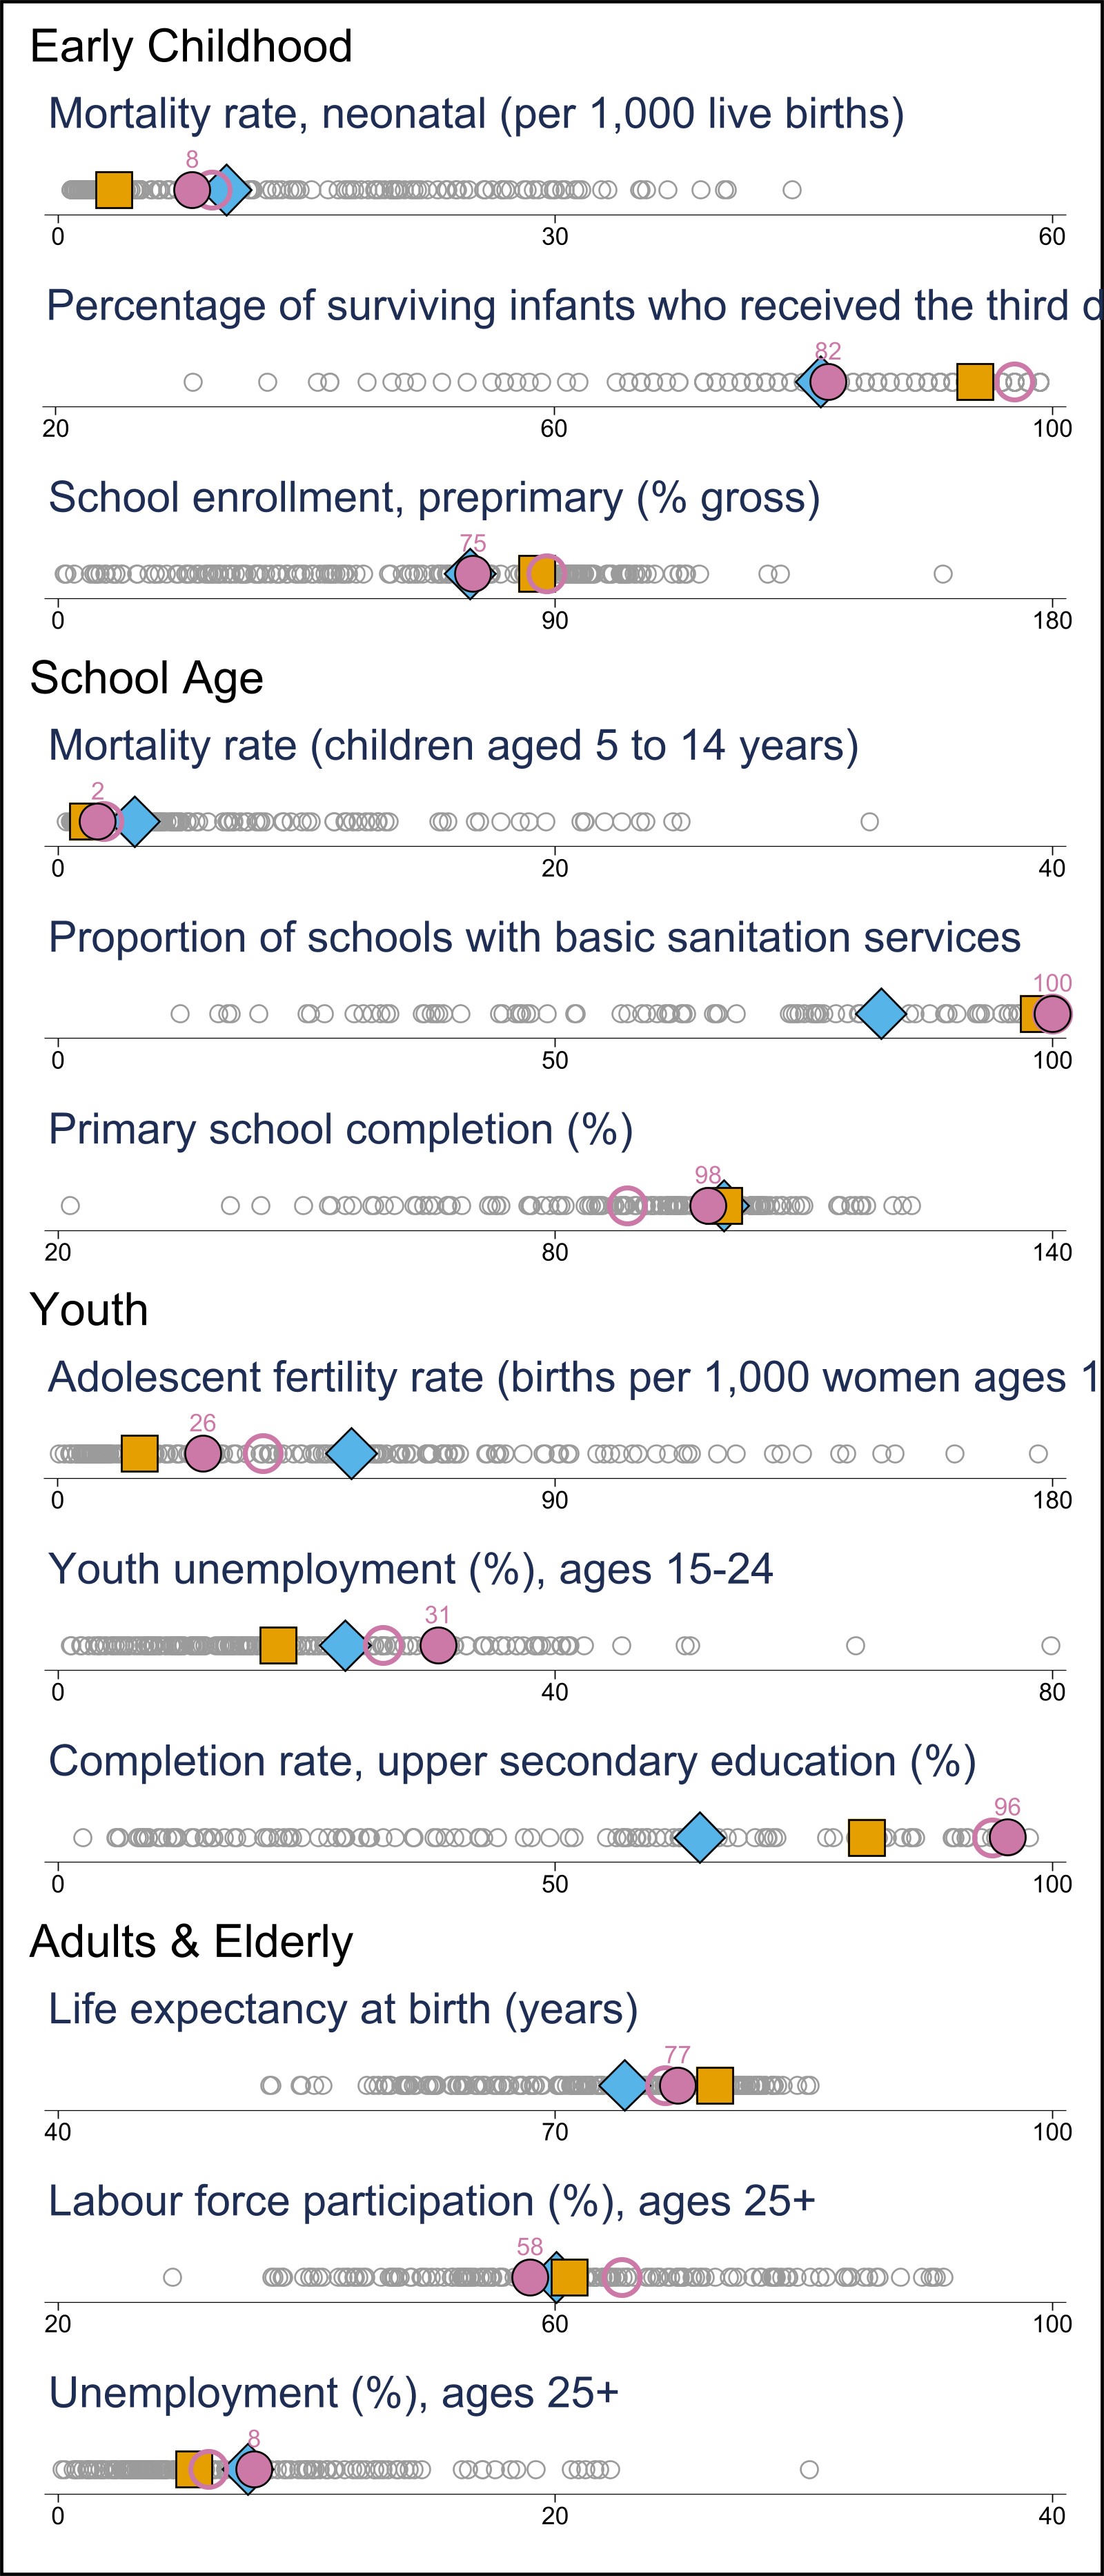 Early Childhood
Mortality rate, neonatal (per 1,000 live births)
8
0 30 60
Percentage of surviving infants who received the third d
82
20 60 100
School enrollment, preprimary (% gross)
75
0 90 180
School Age
Mortality rate (children aged 5 to 14 years)
2
0 20 40
Proportion of schools with basic sanitation services
100
0 50 100
Primary school completion (%)
98
20 80 140
Youth
Adolescent fertility rate (births per 1,000 women ages 1
26
0 90 180
Youth unemployment (%), ages 15-24
31
0 40 80
Completion rate, upper secondary education (%)
96
0 50 100
Adults & Elderly
Life expectancy at birth (years)
77
40 70 100
Labour force participation (%), ages 25+
58
20 60 100
Unemployment (%), ages 25+
8
0 20 40